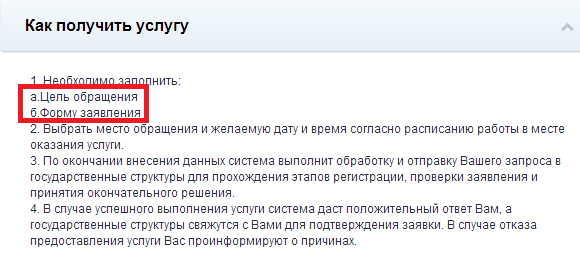 Как получить услугу
1. Необходимо заполнить:
а.Цель обращения
б.Форму заявления
2. Выбрать место обращения и желаемую дату и время согласно расписанию работы в месте
оказания услуги.
3. По окончании внесения данных система выполнит обработку и отправку Вашего запроса в
государственные структуры для прохождения этапов регистрации, проверки заявления и
принятия окончательного решения.
4. В случае успешного выполнения услуги система даст положительный ответ Вам, а
государственные структуры свяжутся с Вами для подтверждения заявки. В случае отказа
предоставления услуги Вас проинформируют о причинах.